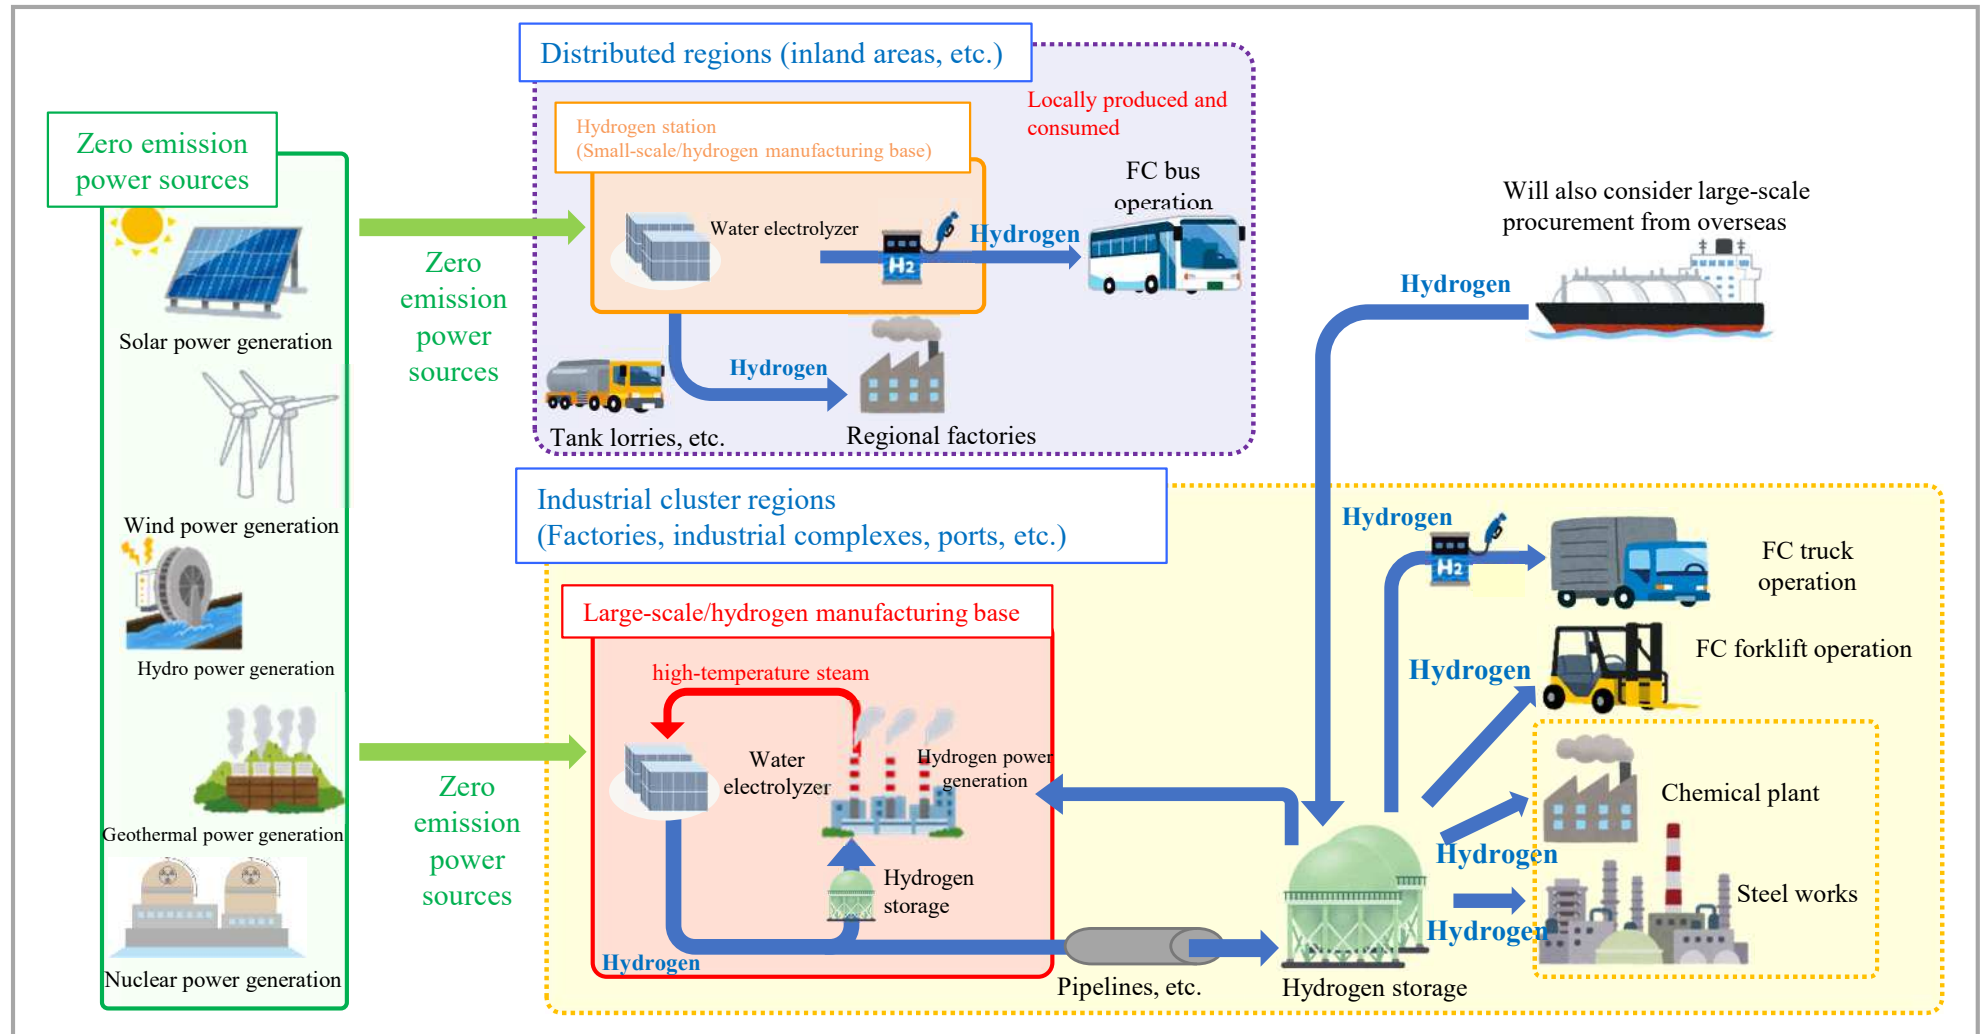 Zero emission
power sources
Solar power generation
Wind power generation
Hydro power generation
Geothermal power generation
Nuclear power generation
Zero
emission
power
sources
Zero
emission
power
sources
Distributed regions (inland areas, etc.)
Locally produced and
consumed
Hydrogen station
(Small-scale/hydrogen manufacturing base)
Water electrolyzer
H2
Hydrogen
FC bus
operation
Hydrogen
Tank lorries, etc.
Regional factories
Will also consider large-scale
procurement from overseas
Hydrogen
Industrial cluster regions
(Factories, industrial complexes, ports, etc.)
Large-scale/hydrogen manufacturing base
high-temperature steam
Water
electrolyzer
Hydrogen power
generation
Hydrogen
storage
Hydrogen
Pipelines, etc.
Hydrogen storage
Hydrogen
H2
FC truck
operation
Hydrogen
FC forklift operation
Hydrogen
Chemical plant
Hydrogen
Steel works